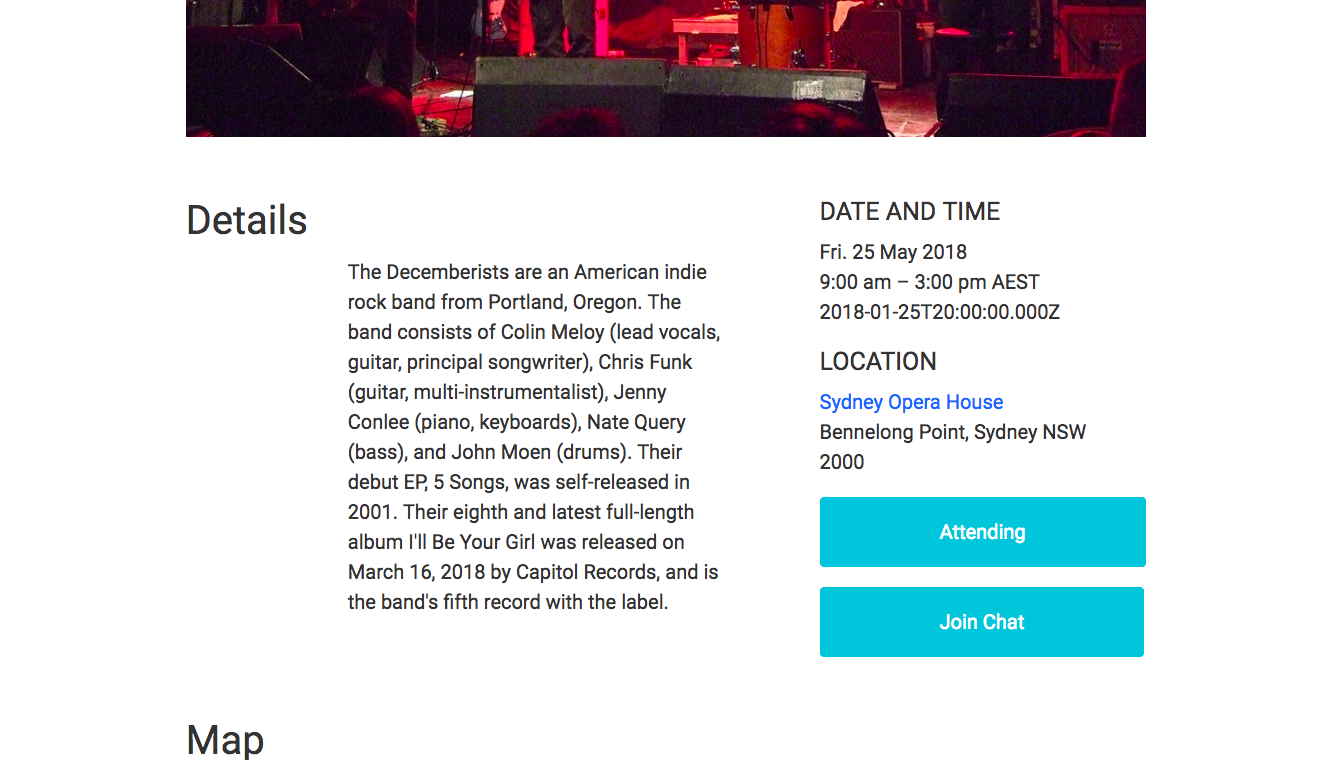 Details
The Decemberists are an American indie
rock band from Portland, Oregon. The
band consists of Colin Meloy (lead vocals,
guitar, principal songwriter), Chris Funk
(guitar, multi-instrumentalist), Jenny
Conlee (piano, keyboards), Nate Query
(bass), and John Moen (drums). Their
debut EP, 5 Songs, was self-released in
2001. Their eighth and latest full-length
album I'll Be Your Girl was released on
March 16, 2018 by Capitol Records, and is
the band's fifth record with the label.
DATE AND TIME
Fri. 25 May 2018
9:00 am – 3:00 pm AEST
2018-01-25T20:00:00.000Z
LOCATION
Sydney Opera House
Bennelong Point, Sydney NSW
2000
Attending
Join Chat
Map